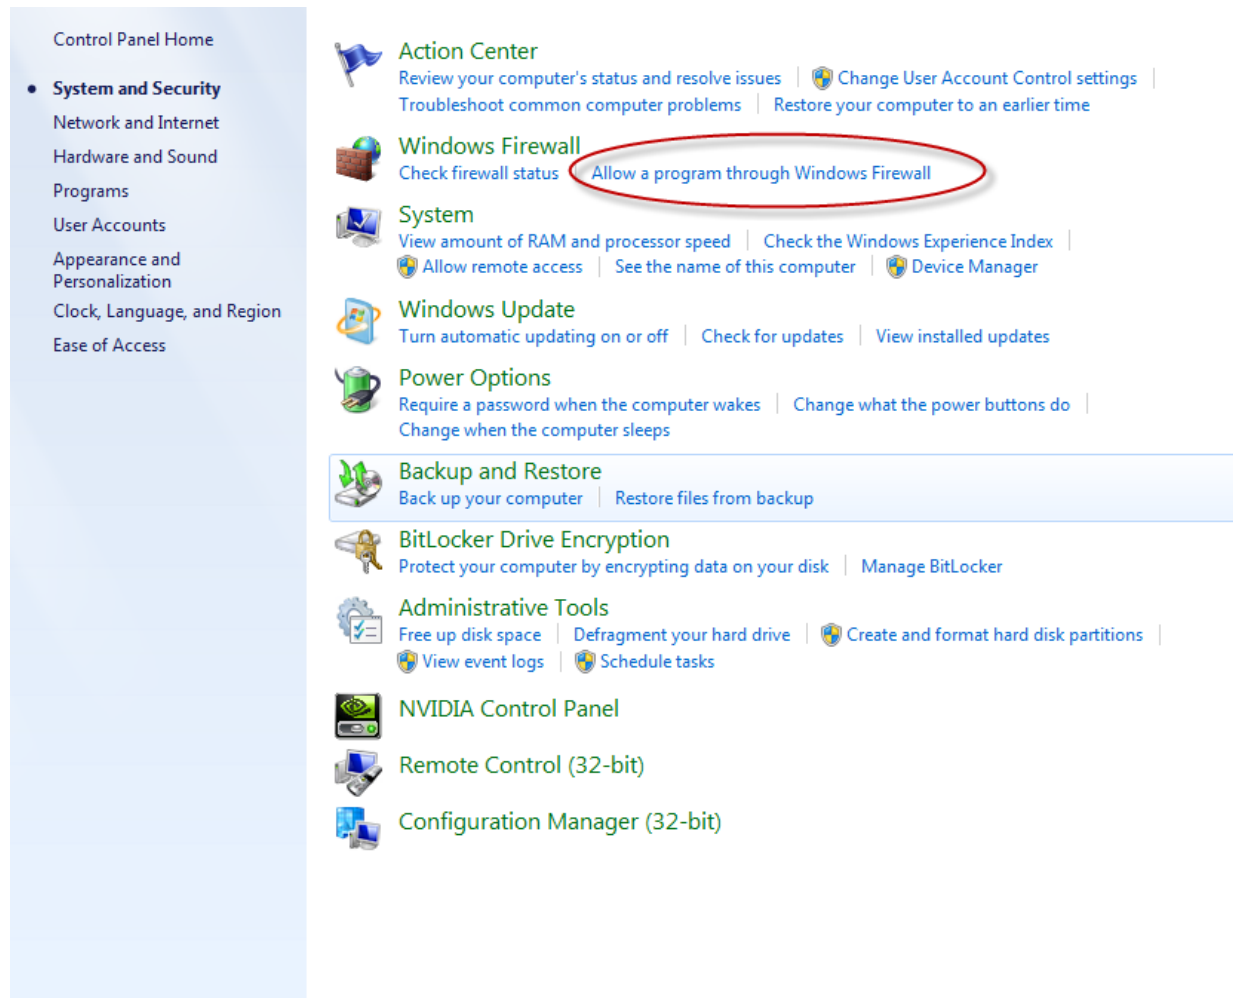 Control Panel Home
System and Security
Network and Internet
Hardware and Sound
Programs
User Accounts
Appearance and
Personalization
Clock, Language, and Region
Ease of Access
Action Center
Review your computer's status and resolve issues Change User Account Control settings
Troubleshoot common computer problems Restore your computer to an earlier time
Windows Firewall
Check firewall status Allow a program through Windows Firewall
System
View amount of RAM and processor speed Check the Windows Experience Index
Allow remote access See the name of this computer Device Manager
Windows Update
Turn automatic updating on or off Check for updates View installed updates
Power Options
Require a password when the computer wakes Change what the power buttons do
Change when the computer sleeps
Backup and Restore
Back up your computer Restore files from backup
BitLocker Drive Encryption
Protect your computer by encrypting data on your disk Manage BitLocker
Administrative Tools
Free up disk space Defragment your hard drive Create and format hard disk partitions
View event logs Schedule tasks
NVIDIA Control Panel
Remote Control (32-bit)
Configuration Manager (32-bit)